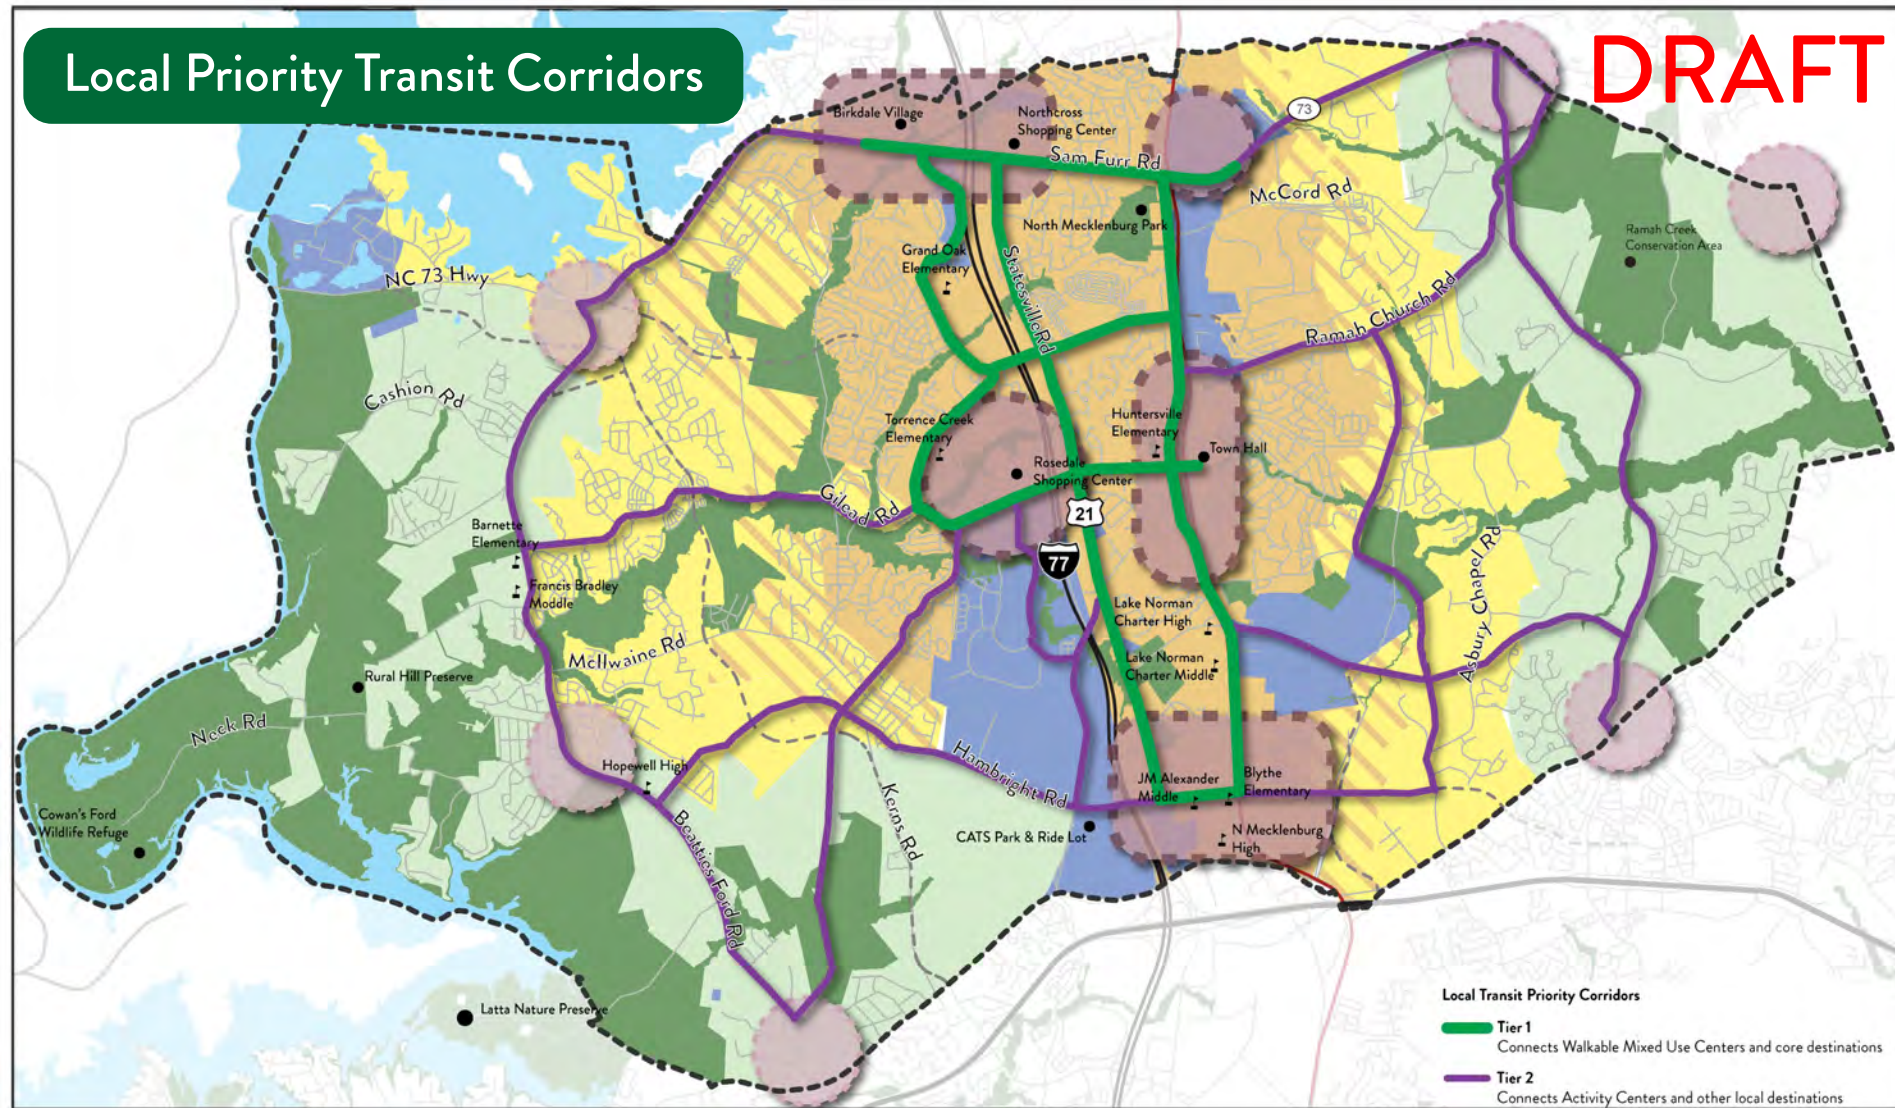 Local Priority Transit Corridors
DRAFT
Birkdale Village
Northcross
Shopping Center
73
Sam Furr Rd
McCord Rd
North Mecklenburg Park
Ramah Creek
Conservation Area
Grand Oak
Elementary
NC 73 Hwy
Statesville Rd
Ramah Church Rd
Cashion Rd
Torrence Creek
Elementary
Huntersville
Elementary
Town Hall
Rosedale
Shopping Center
Gilead Rd
21
Barnette
Elementary
77
Asbury Chapel Rd
Francis Bradley
Moddle
Lake Norman
Charter High
McIlwaine Rd
Lake Norman
Charter Middle
Rural Hill Preserve
Neck Rd
Hopewell High
Hambright Rd
JM Alexander
Middle
Blythe
Elementary
Kerns Rd
Beatties Ford Rd
Cowan's Ford
Wildlife Refuge
CATS Park & Ride Lot
N Mecklenburg
High
Latta Nature Preserve
Local Transit Priority Corridors
Tier 1
Connects Walkable Mixed Use Centers and core destinations
Tier 2
Connects Activity Centers and other local destinations